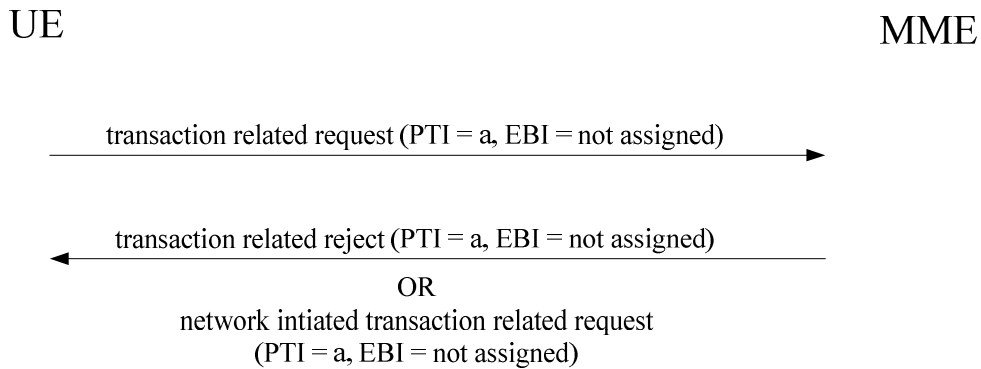 UE
MME
transaction related request (PTI = a, EBI = not assigned)
transaction related reject (PTI = a, EBI = not assigned)
OR
network intiated transaction related request
(PTI = a, EBI = not assigned)